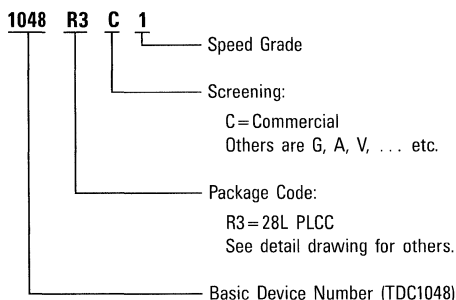 1048 R3 C 1
Speed Grade
Screening:
C=Commercial
Others are G, A, V, ... etc.
Package Code:
R3=28L PLCC
See detail drawing for others.
Basic Device Number (TDC1048)